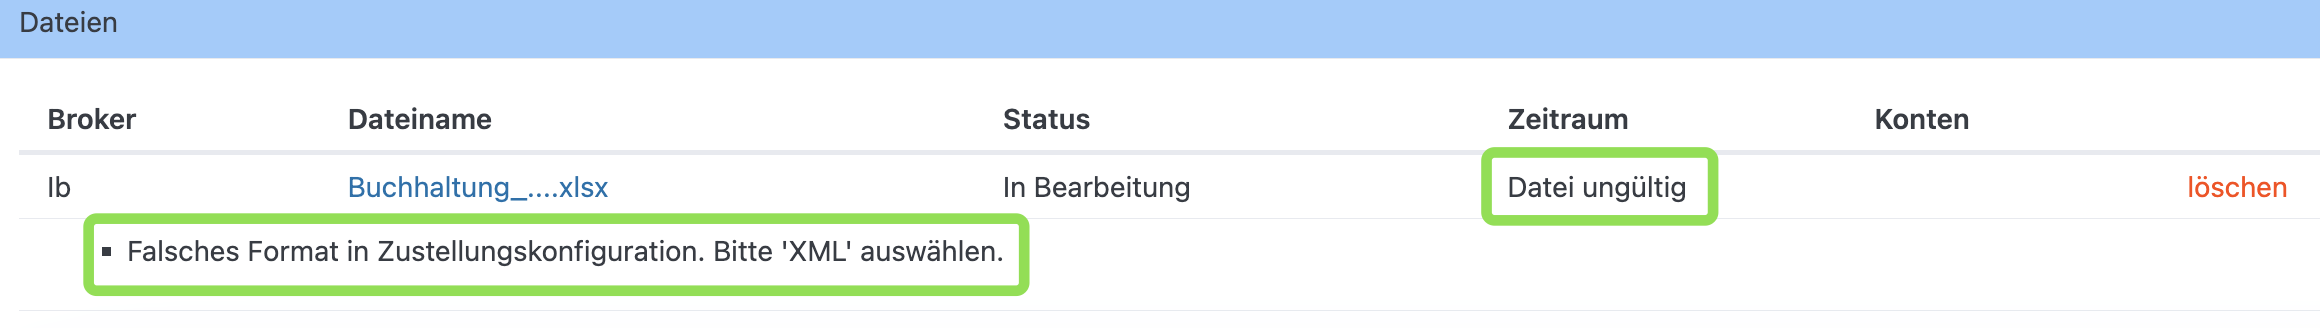 Dateien
Broker Dateiname Status Zeitraum Konten
Ib Buchhaltung_....xlsx In Bearbeitung Datei ungültig löschen
▪ Falsches Format in Zustellungskonfiguration. Bitte 'XML' auswählen.